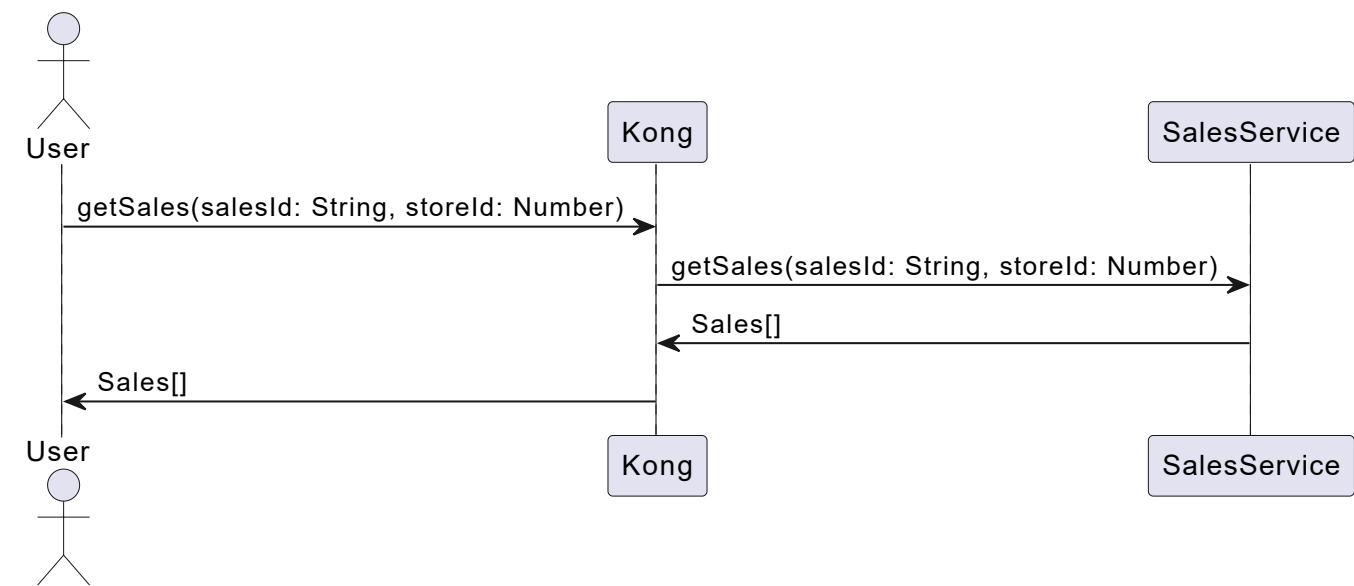 User
Kong
SalesService
getSales(salesId: String, storeId: Number)
getSales(salesId: String, storeId: Number)
Sales[]
Sales[]
User
Kong
SalesService